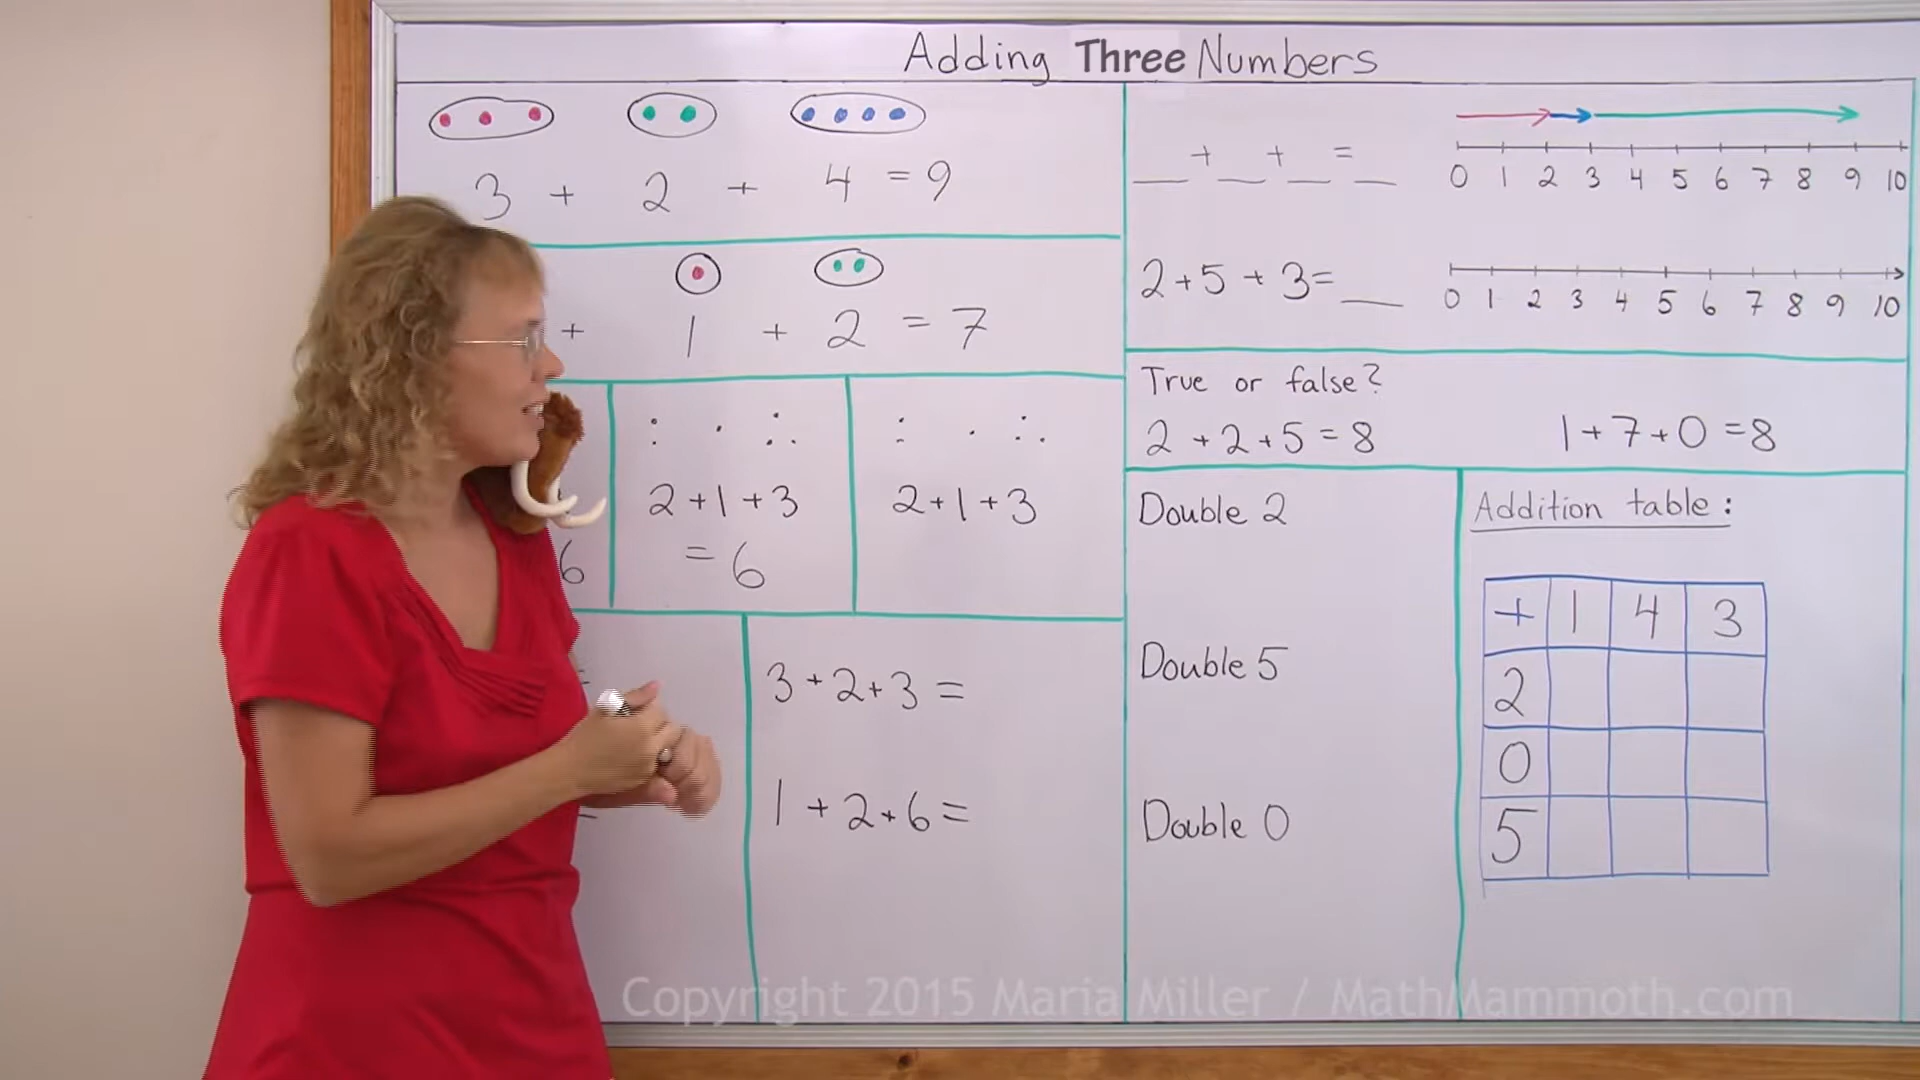 Adding Three Numbers
3 + 2 + 4 = 9
+ 1 + 2 = 7
6
2+1+3
= 6
2+1+3
=
3+2+3 =
1+2+6=
__ + __ + __ = __
0 1 2 3 4 5 6 7 8 9 10
2+5+3= __
0 1 2 3 4 5 6 7 8 9 10
True or false?
2+2+5=8
1+7+0=8
Double 2
Double 5
Double 0
Addition table:
+ 1 4 3
2
0
5
Copyright 2015 Maria Miller / MathMammoth.com